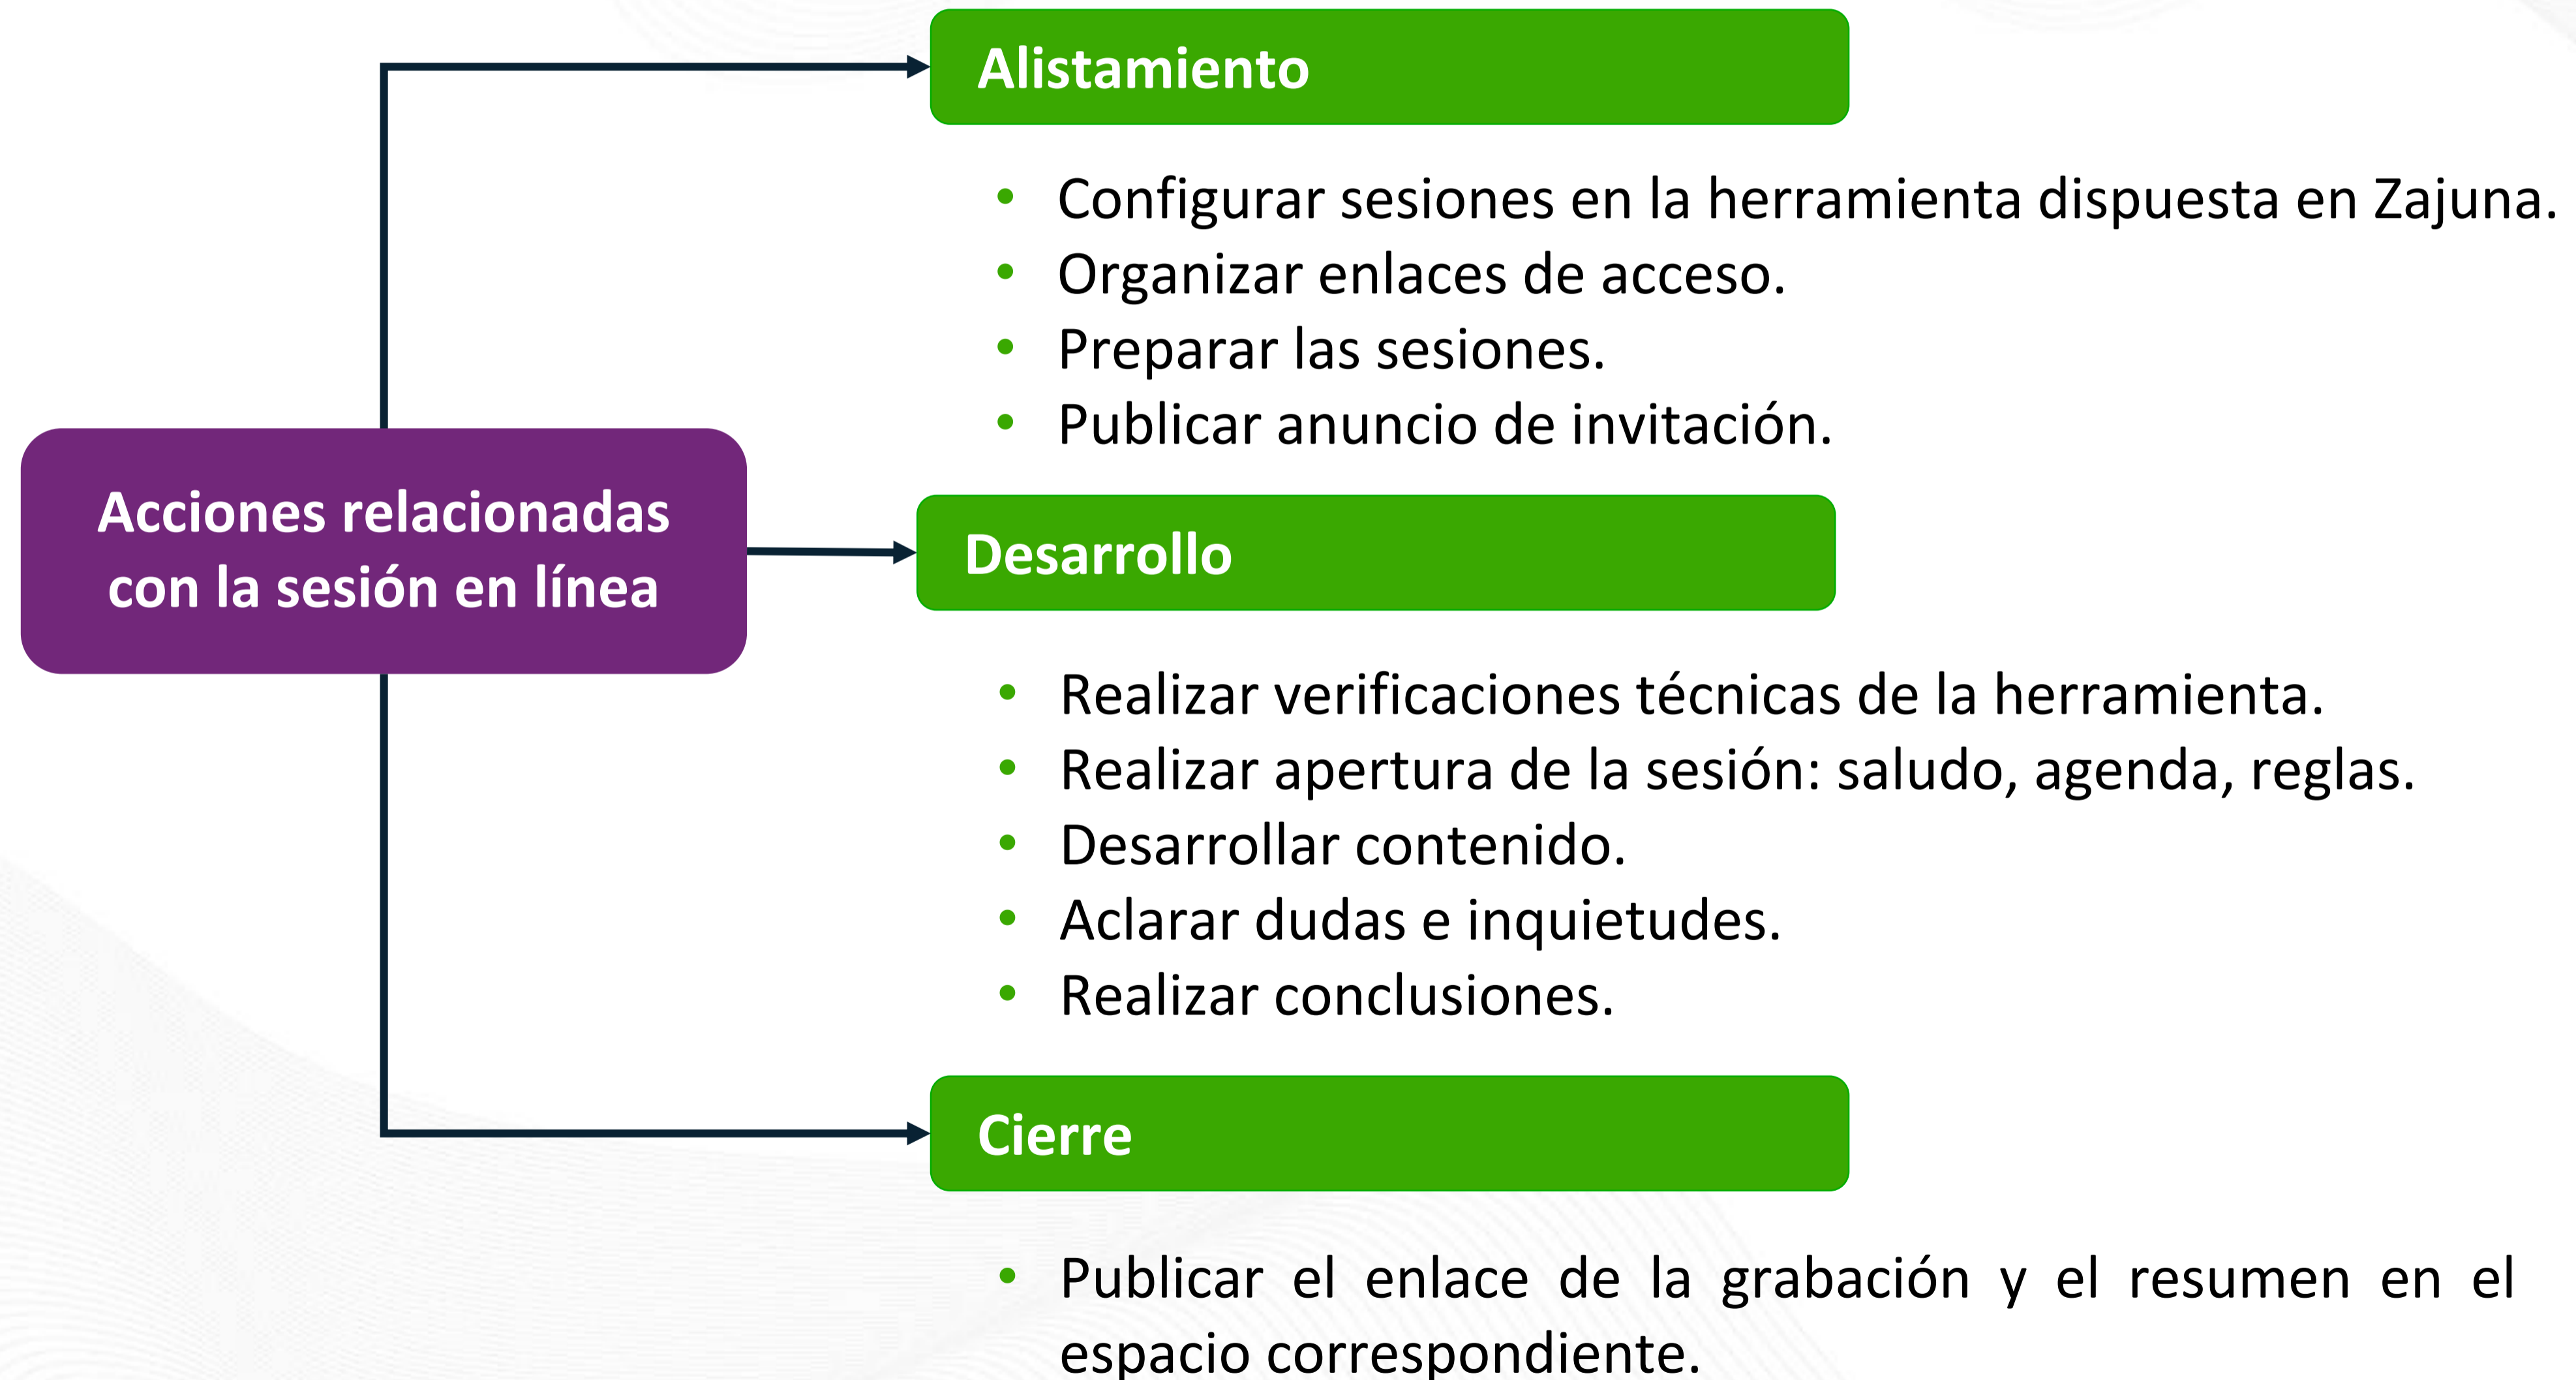 Alistamiento
• Configurar sesiones en la herramienta dispuesta en Zajuna.
• Organizar enlaces de acceso.
• Preparar las sesiones.
• Publicar anuncio de invitación.
Acciones relacionadas
con la sesión en línea
Desarrollo
• Realizar verificaciones técnicas de la herramienta.
• Realizar apertura de la sesión: saludo, agenda, reglas.
• Desarrollar contenido.
• Aclarar dudas e inquietudes.
• Realizar conclusiones.
Cierre
• Publicar el enlace de la grabación y el resumen en el
espacio correspondiente.